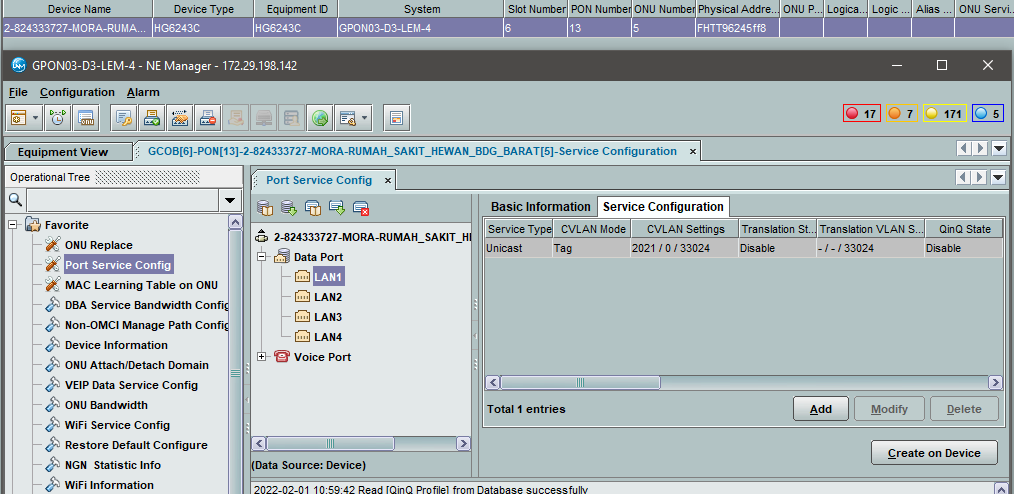 Device Name Device Type Equipment ID System Slot Number PON Number ONU Number Physical Addre... ONU P... Logica... Logic ... Alias ... ONU Servi...
2-824333727-MORA-RUMA... HG6243C HG6243C GPON03-D3-LEM-4 6 13 5 FHTT96245ff8
GPON03-D3-LEM-4 - NE Manager - 172.29.198.142
File Configuration Alarm
17 7 171 5
Equipment View GCOB[6]-PON[13]-2-824333727-MORA-RUMAH_SAKIT_HEWAN_BDG_BARAT[5]-Service Configuration
Operational Tree
Favorite
ONU Replace
Port Service Config
MAC Learning Table on ONU
DBA Service Bandwidth Config
Non-OMCI Manage Path Config
Device Information
ONU Attach/Detach Domain
VEIP Data Service Config
ONU Bandwidth
WiFi Service Config
Restore Default Configure
NGN Statistic Info
WiFi Information
Port Service Config
2-824333727-MORA-RUMAH_SAKIT_HI
Data Port
LAN1
LAN2
LAN3
LAN4
Voice Port
(Data Source: Device)
Basic Information Service Configuration
Service Type CVLAN Mode CVLAN Settings Translation St... Translation VLAN S... QinQ State
Unicast Tag 2021 / 0 / 33024 Disable - / - / 33024 Disable
Total 1 entries Add Modify Delete
Create on Device
2022-02-01 10:59:42 Read [QinQ Profile] from Database successfully